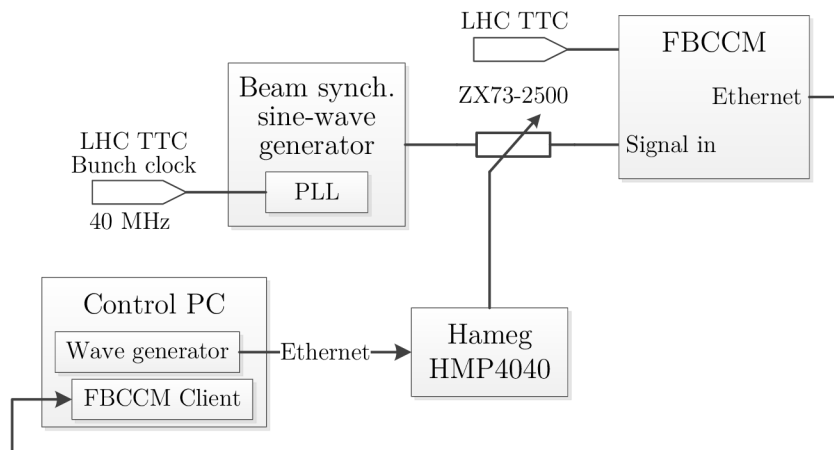 LHC TTC
FBCCM
Ethernet
Signal in
ZX73-2500
Beam synch.
sine-wave
generator
PLL
LHC TTC
Bunch clock
40 MHz
Control PC
Wave generator
FBCCM Client
Ethernet
Hameg
HMP4040